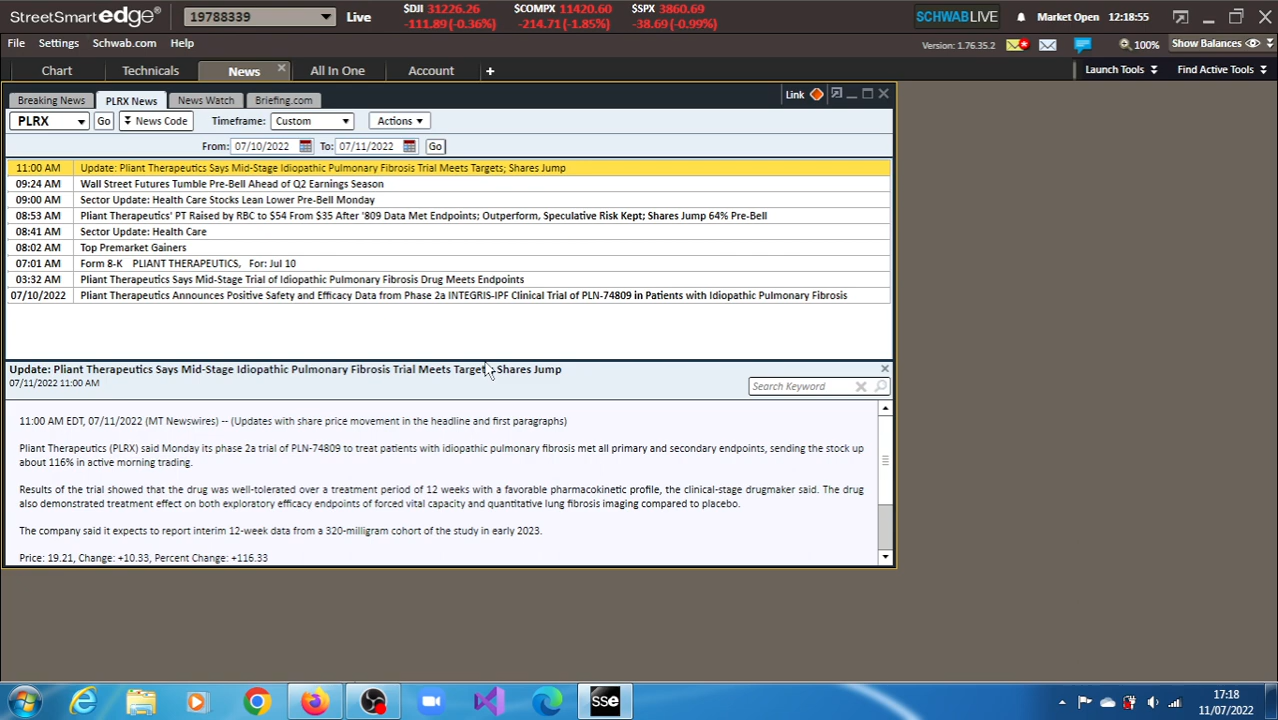 StreetSmart edge® 19788339 Live $DJI 31226.26 $COMPX 11420.60 $SPX 3860.69 SCHWABLIVE Market Open 12:18:55
-111.89(-0.36%) -214.71(-1.85%) -38.69(-0.99%)
File Settings Schwab.com Help Version: 1.76.35.2 100% Show Balances
Chart Technicals News All In One Account + Launch Tools Find Active Tools
Breaking News PLRX News News Watch Briefing.com Link
PLRX Go News Code Timeframe: Custom Actions
From: 07/10/2022 To: 07/11/2022 Go
11:00 AM Update: Pliant Therapeutics Says Mid-Stage Idiopathic Pulmonary Fibrosis Trial Meets Targets; Shares Jump
09:24 AM Wall Street Futures Tumble Pre-Bell Ahead of Q2 Earnings Season
09:00 AM Sector Update: Health Care Stocks Lean Lower Pre-Bell Monday
08:53 AM Pliant Therapeutics' PT Raised by RBC to $54 From $35 After '809 Data Met Endpoints; Outperform, Speculative Risk Kept; Shares Jump 64% Pre-Bell
08:41 AM Sector Update: Health Care
08:02 AM Top Premarket Gainers
07:01 AM Form 8-K PLIANT THERAPEUTICS, For: Jul 10
03:32 AM Pliant Therapeutics Says Mid-Stage Trial of Idiopathic Pulmonary Fibrosis Drug Meets Endpoints
07/10/2022 Pliant Therapeutics Announces Positive Safety and Efficacy Data from Phase 2a INTEGRIS-IPF Clinical Trial of PLN-74809 in Patients with Idiopathic Pulmonary Fibrosis
Update: Pliant Therapeutics Says Mid-Stage Idiopathic Pulmonary Fibrosis Trial Meets Targets; Shares Jump
07/11/2022 11:00 AM
Search Keyword
11:00 AM EDT, 07/11/2022 (MT Newswires) -- (Updates with share price movement in the headline and first paragraphs)
Pliant Therapeutics (PLRX) said Monday its phase 2a trial of PLN-74809 to treat patients with idiopathic pulmonary fibrosis met all primary and secondary endpoints, sending the stock up
about 116% in active morning trading.
Results of the trial showed that the drug was well-tolerated over a treatment period of 12 weeks with a favorable pharmacokinetic profile, the clinical-stage drugmaker said. The drug
also demonstrated treatment effect on both exploratory efficacy endpoints of forced vital capacity and quantitative lung fibrosis imaging compared to placebo.
The company said it expects to report interim 12-week data from a 320-milligram cohort of the study in early 2023.
Price: 19.21, Change: +10.33, Percent Change: +116.33
sse
17:18
11/07/2022